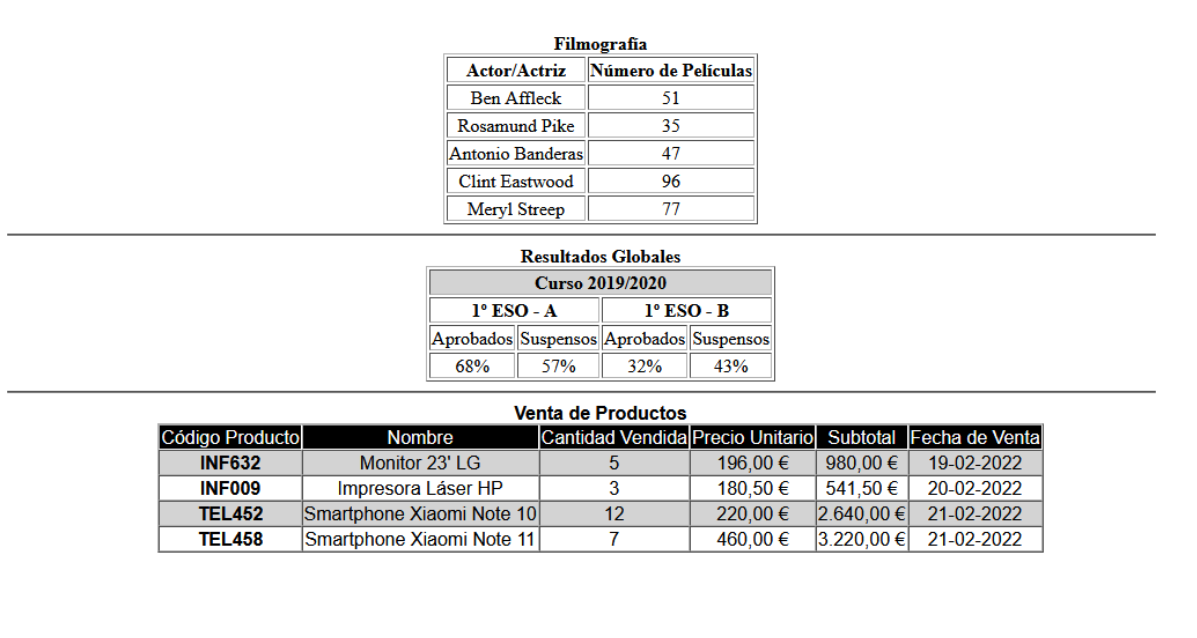 Filmografía
Actor/Actriz Número de Películas
Ben Affleck 51
Rosamund Pike 35
Antonio Banderas 47
Clint Eastwood 96
Meryl Streep 77
Resultados Globales
Curso 2019/2020
1º ESO - A 1º ESO - B
Aprobados Suspensos Aprobados Suspensos
68% 57% 32% 43%
Venta de Productos
Código Producto Nombre Cantidad Vendida Precio Unitario Subtotal Fecha de Venta
INF632 Monitor 23' LG 5 196,00 € 980,00 € 19-02-2022
INF009 Impresora Láser HP 3 180,50 € 541,50 € 20-02-2022
TEL452 Smartphone Xiaomi Note 10 12 220,00 € 2.640,00 € 21-02-2022
TEL458 Smartphone Xiaomi Note 11 7 460,00 € 3.220,00 € 21-02-2022